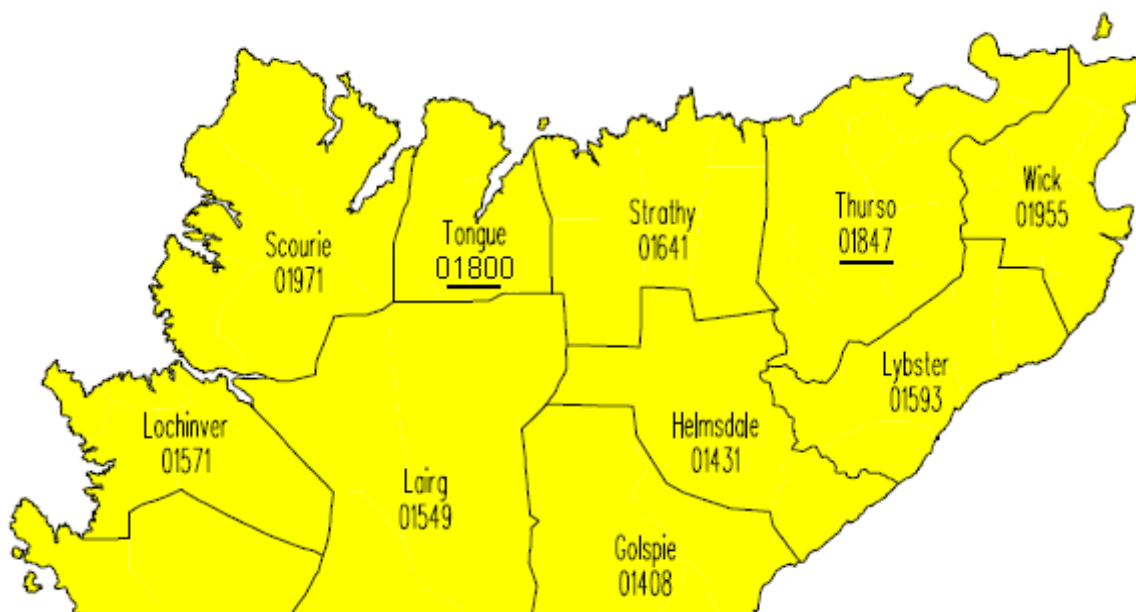 Scourie
01971
Tongue
01800
Strathy
01641
Thurso
01847
Wick
01955
Lochinver
01571
Lairg
01549
Helmsdale
01431
Lybster
01593
Golspie
01408